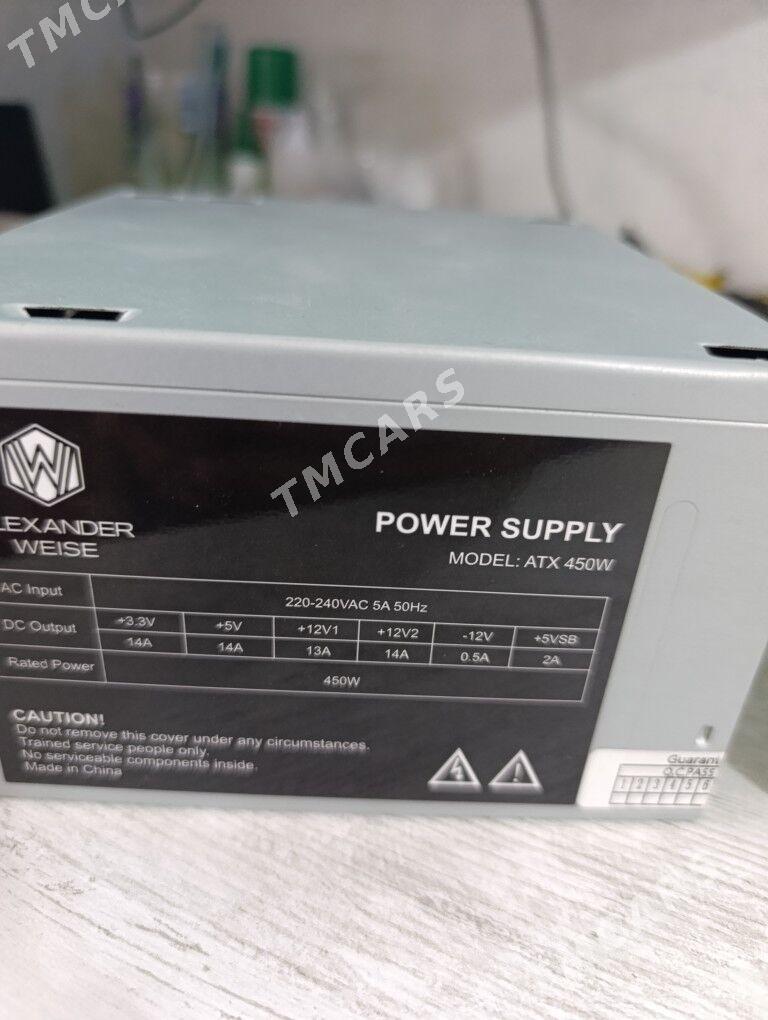 TMCARS
TMCARS
LEXANDER
WEISE
POWER SUPPLY
MODEL: ATX 450W
AC Input
220-240VAC 5A 50Hz
DC Output
+3.3V +5V +12V1 +12V2 -12V +5VSB
14A 14A 13A 14A 0.5A 2A
Rated Power
450W
CAUTION!
Do not remove this cover under any circumstances.
Trained service people only.
No serviceable components inside.
Made in China
Guaran
Q.C.PASS
1 2 3 4 5 6
TMCARS